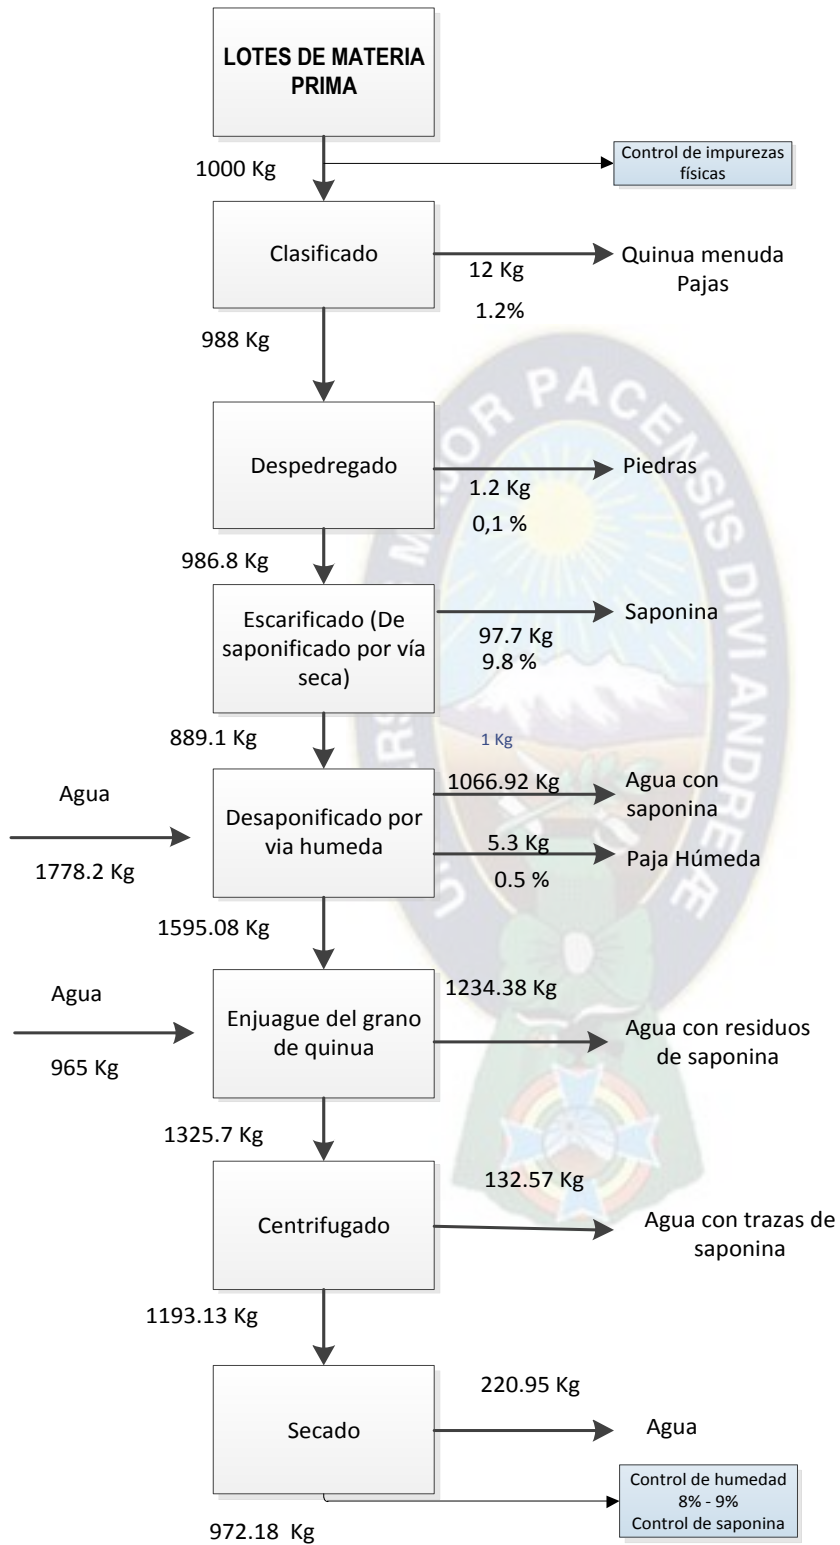 LOTES DE MATERIA
PRIMA
1000 Kg
Control de impurezas
físicas
Clasificado
12 Kg
1.2%
Quinua menuda
Pajas
988 Kg
Despedregado
1.2 Kg
0,1 %
Piedras
986.8 Kg
Escarificado (De
saponificado por vía
seca)
97.7 Kg
9.8 %
Saponina
889.1 Kg
1 Kg
Agua
1778.2 Kg
Desaponificado por
via humeda
1066.92 Kg
Agua con
saponina
5.3 Kg
0.5 %
Paja Húmeda
1595.08 Kg
Agua
965 Kg
Enjuague del grano
de quinua
1234.38 Kg
Agua con residuos
de saponina
1325.7 Kg
Centrifugado
132.57 Kg
Agua con trazas de
saponina
1193.13 Kg
Secado
220.95 Kg
Agua
Control de humedad
8% - 9%
Control de saponina
972.18 Kg
PACENSIS DIVI ANDREÆ